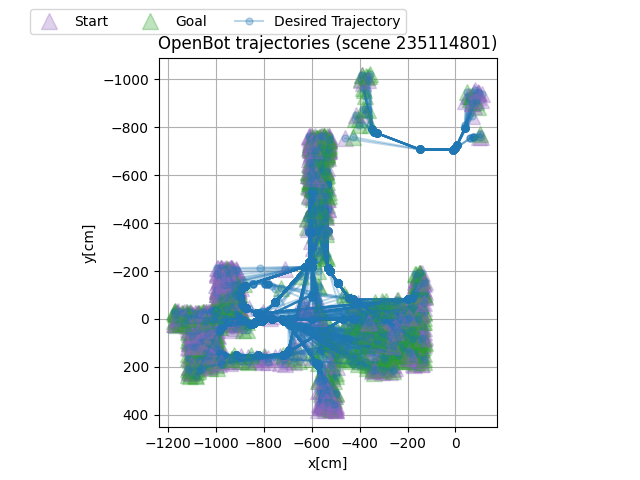 Start Goal Desired Trajectory
OpenBot trajectories (scene 235114801)
−1000
−800
−600
−400
−200
0
200
400
y[cm]
−1200 −1000 −800 −600 −400 −200 0
x[cm]